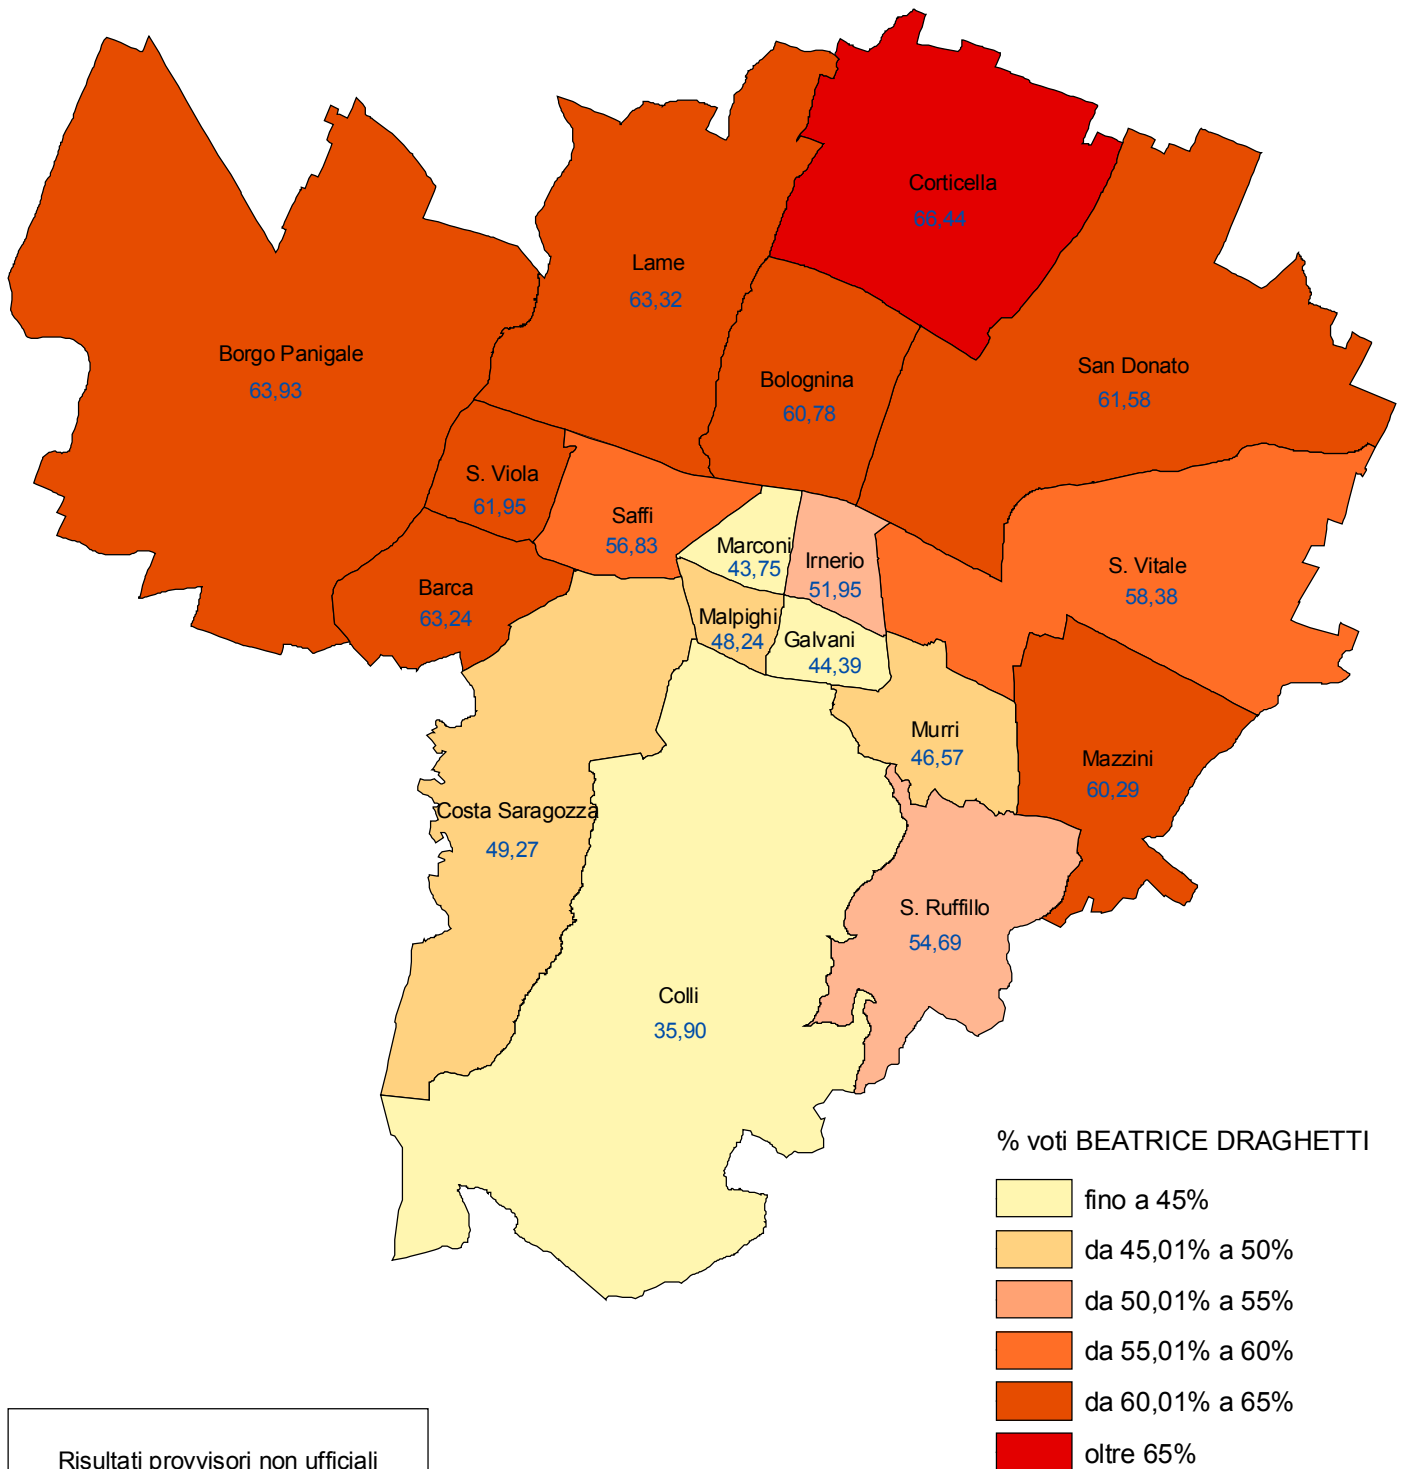 Corticella
66,44
Lame
63,32
Borgo Panigale
63,93
Bolognina
60,78
San Donato
61,58
S. Viola
61,95
Saffi
56,83
Marconi
43,75
Irnerio
51,95
S. Vitale
58,38
Barca
63,24
Malpighi
48,24
Galvani
44,39
Murri
46,57
Mazzini
60,29
Costa Saragozza
49,27
S. Ruffillo
54,69
Colli
35,90
% voti BEATRICE DRAGHETTI
fino a 45%
da 45,01% a 50%
da 50,01% a 55%
da 55,01% a 60%
da 60,01% a 65%
oltre 65%
Risultati provvisori non ufficiali